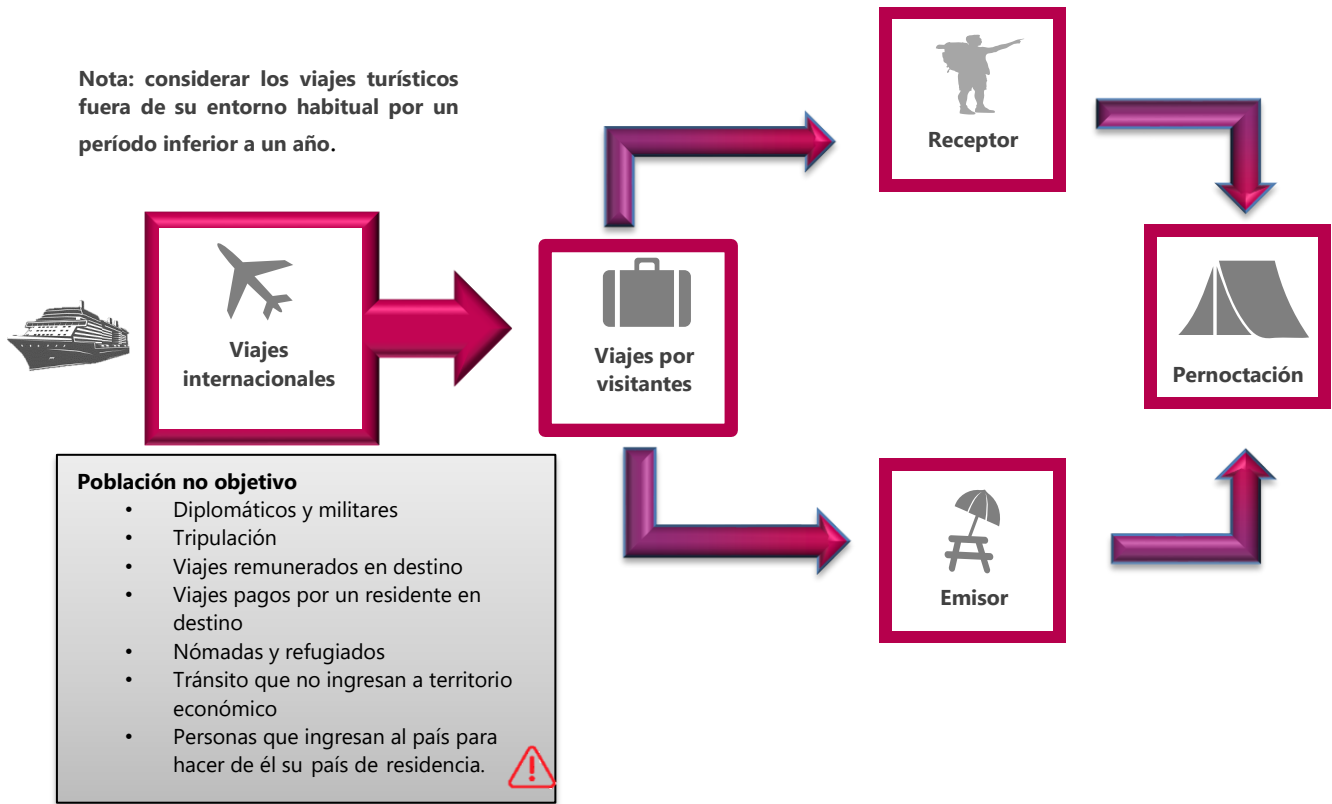 Nota: considerar los viajes turísticos
fuera de su entorno habitual por un
período inferior a un año.
Receptor
Viajes
internacionales
Viajes por
visitantes
Pernoctación
Población no objetivo
• Diplomáticos y militares
• Tripulación
• Viajes remunerados en destino
• Viajes pagos por un residente en
destino
• Nómadas y refugiados
• Tránsito que no ingresan a territorio
económico
• Personas que ingresan al país para
hacer de él su país de residencia.
Emisor